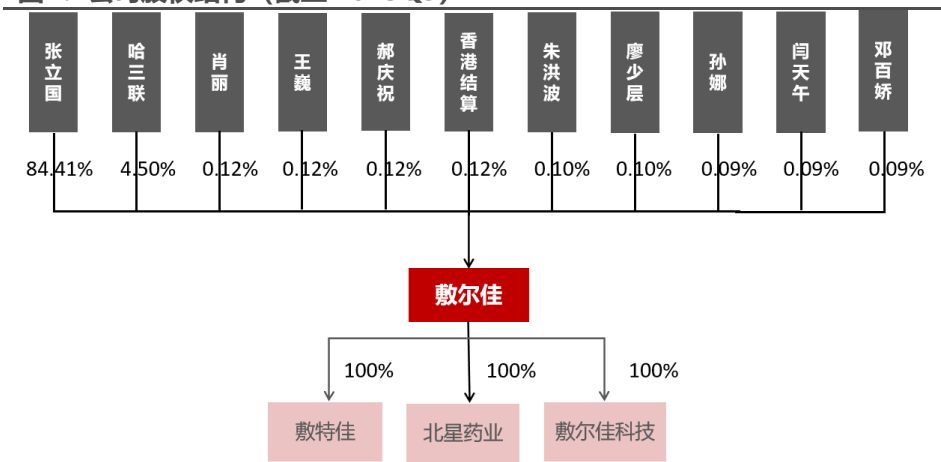 张立国
哈三联
肖丽
王巍
郝庆祝
香港结算
朱洪波
廖少层
孙娜
闫天午
邓百娇
84.41%
4.50%
0.12%
0.12%
0.12%
0.12%
0.10%
0.10%
0.09%
0.09%
0.09%
敷尔佳
100%
100%
100%
敷特佳
北星药业
敷尔佳科技